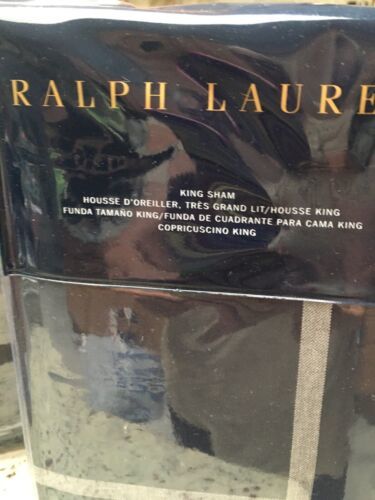 RALPH LAURE
KING SHAM
HOUSSE D'OREILLER, TRÈS GRAND LIT/HOUSSE KING
FUNDA TAMAÑO KING/FUNDA DE CUADRANTE PARA CAMA KING
COPRICUSCINO KING